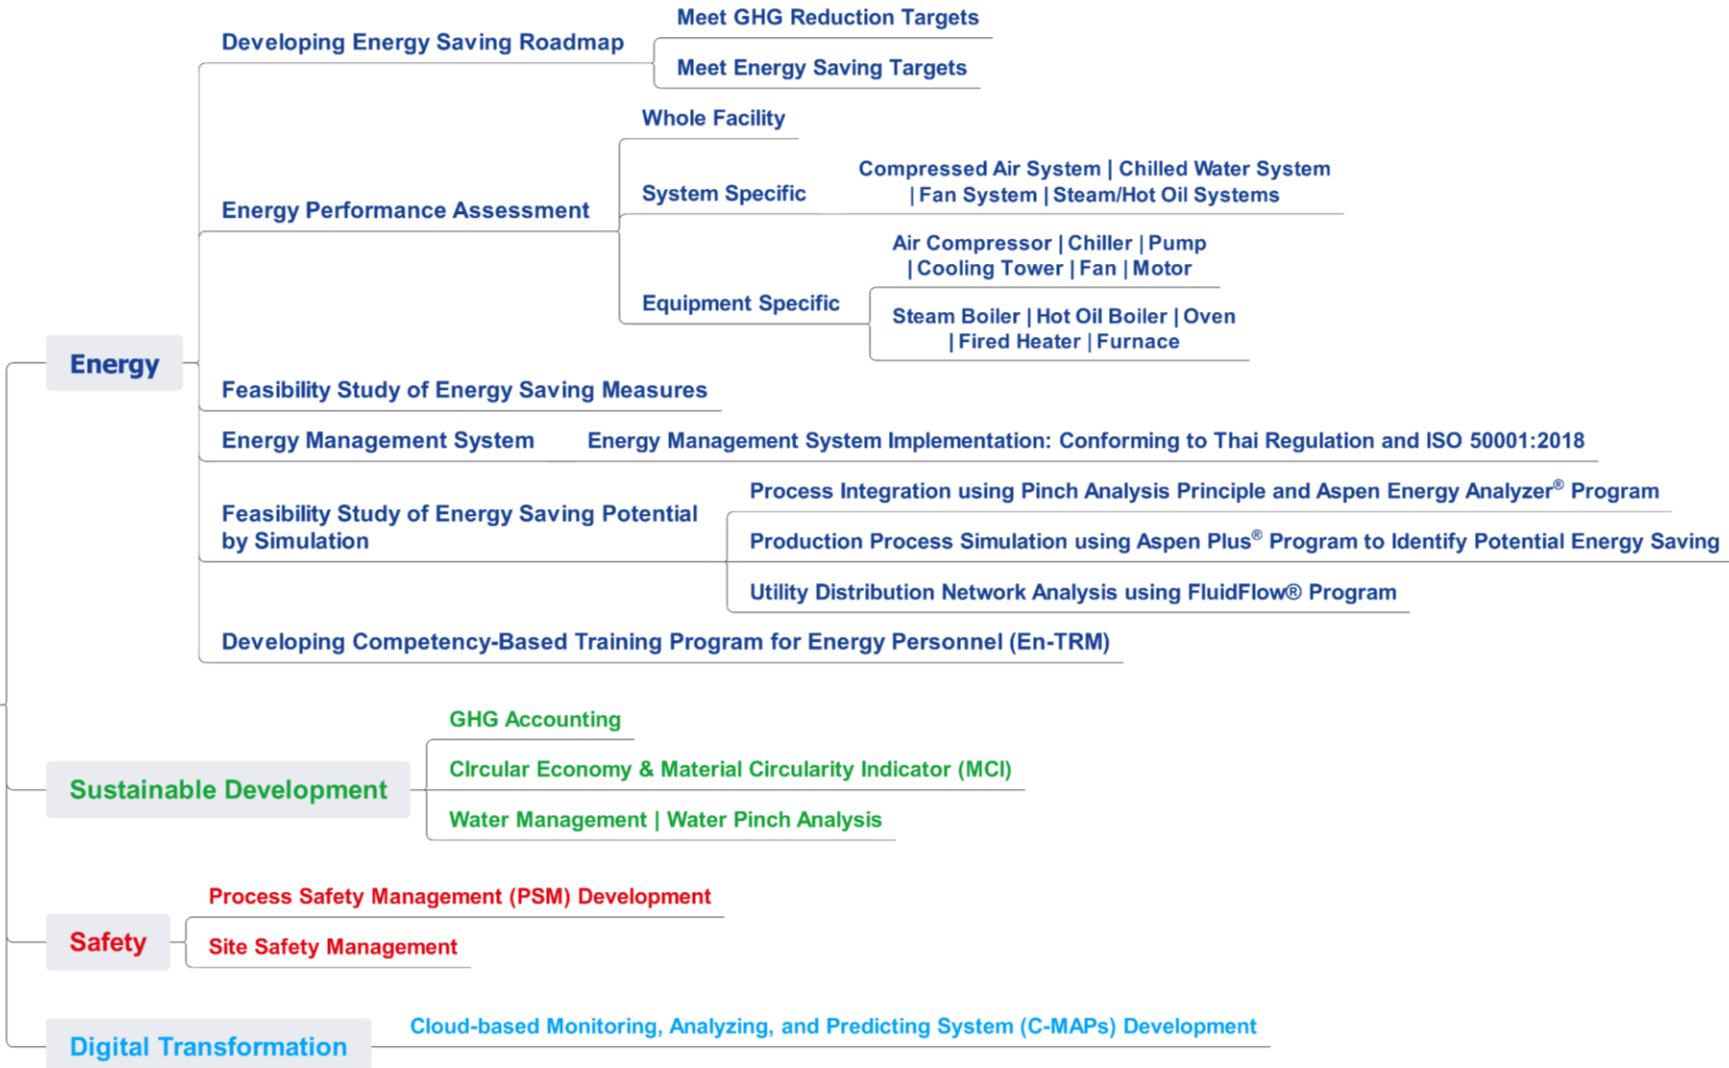 Meet GHG Reduction Targets
Developing Energy Saving Roadmap
Meet Energy Saving Targets
Whole Facility
Compressed Air System | Chilled Water System
| Fan System | Steam/Hot Oil Systems
System Specific
Energy Performance Assessment
Air Compressor | Chiller | Pump
| Cooling Tower | Fan | Motor
Equipment Specific
Steam Boiler | Hot Oil Boiler | Oven
| Fired Heater | Furnace
Energy
Feasibility Study of Energy Saving Measures
Energy Management System
Energy Management System Implementation: Conforming to Thai Regulation and ISO 50001:2018
Process Integration using Pinch Analysis Principle and Aspen Energy Analyzer® Program
Feasibility Study of Energy Saving Potential
by Simulation
Production Process Simulation using Aspen Plus® Program to Identify Potential Energy Saving
Utility Distribution Network Analysis using FluidFlow® Program
Developing Competency-Based Training Program for Energy Personnel (En-TRM)
GHG Accounting
CIrcular Economy & Material Circularity Indicator (MCI)
Sustainable Development
Water Management | Water Pinch Analysis
Process Safety Management (PSM) Development
Safety
Site Safety Management
Cloud-based Monitoring, Analyzing, and Predicting System (C-MAPs) Development
Digital Transformation